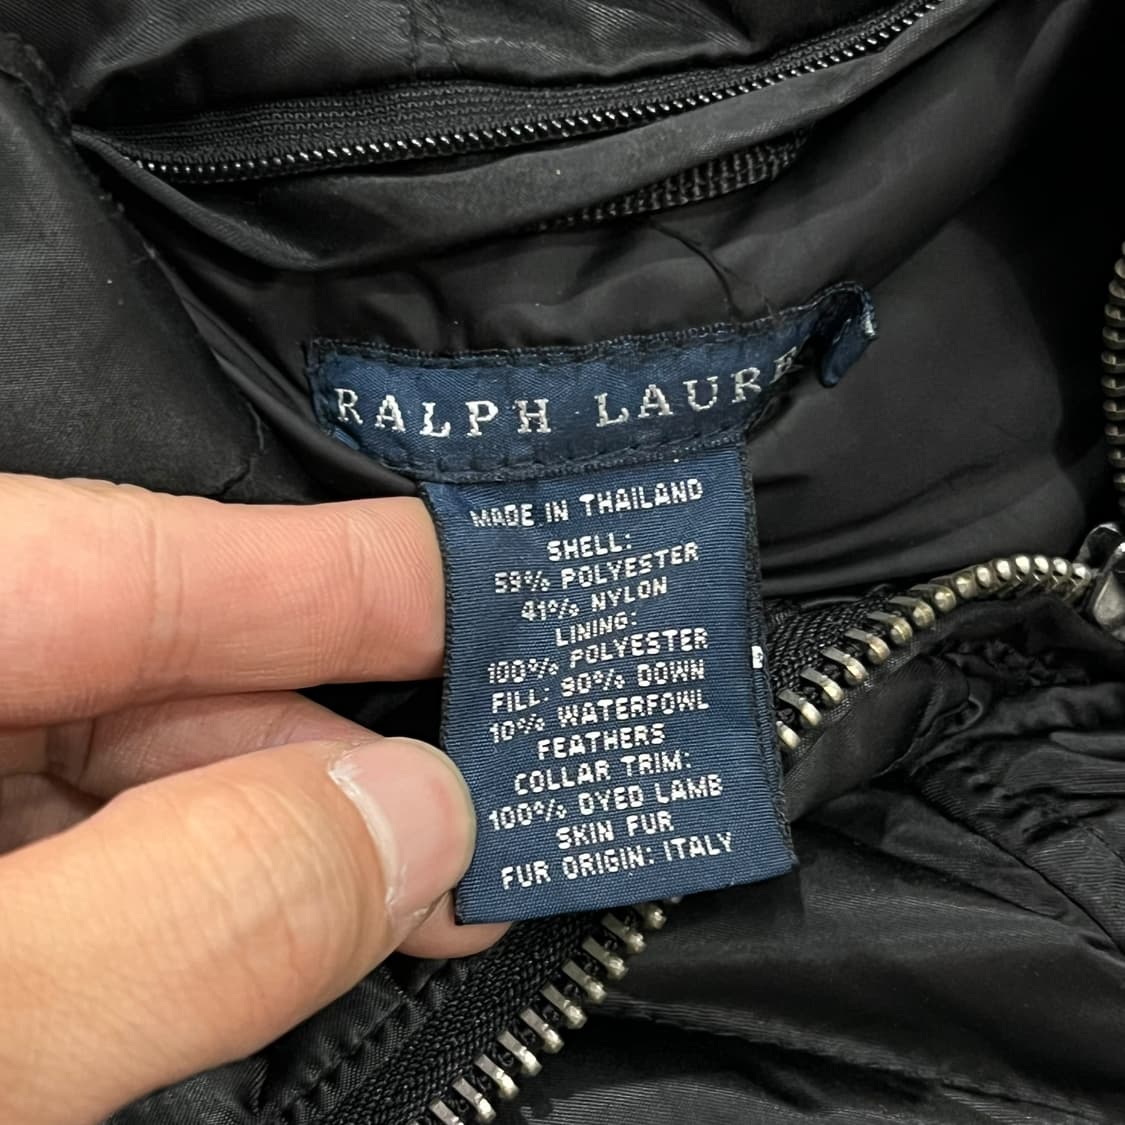 RALPH LAURE
MADE IN THAILAND
SHELL:
59% POLYESTER
41% NYLON
LINING:
100% POLYESTER
FILL: 90% DOWN
10% WATERFOWL
FEATHERS
COLLAR TRIM:
100% DYED LAMB
SKIN FUR
FUR ORIGIN: ITALY